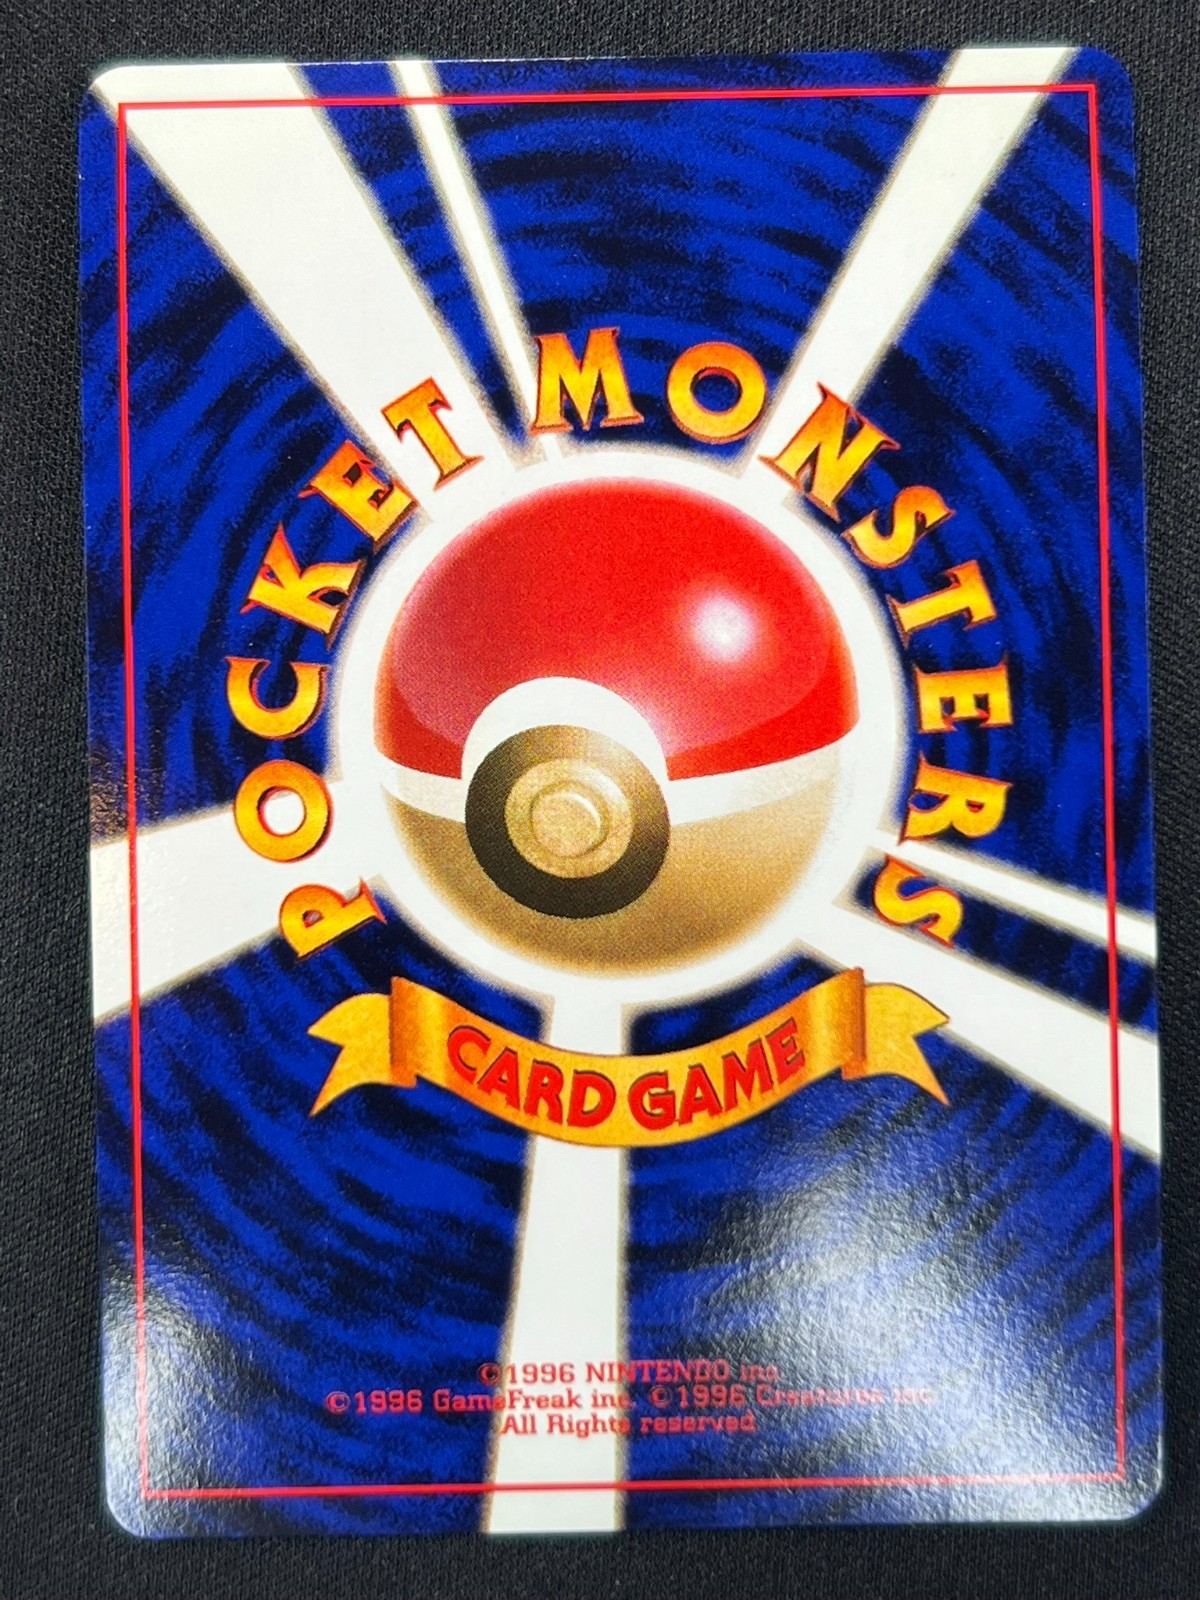 POCKET MONSTERS
CARD GAME
©1996 NINTENDO inc.
©1996 GameFreak inc. ©1996 Creatures inc.
All Rights reserved